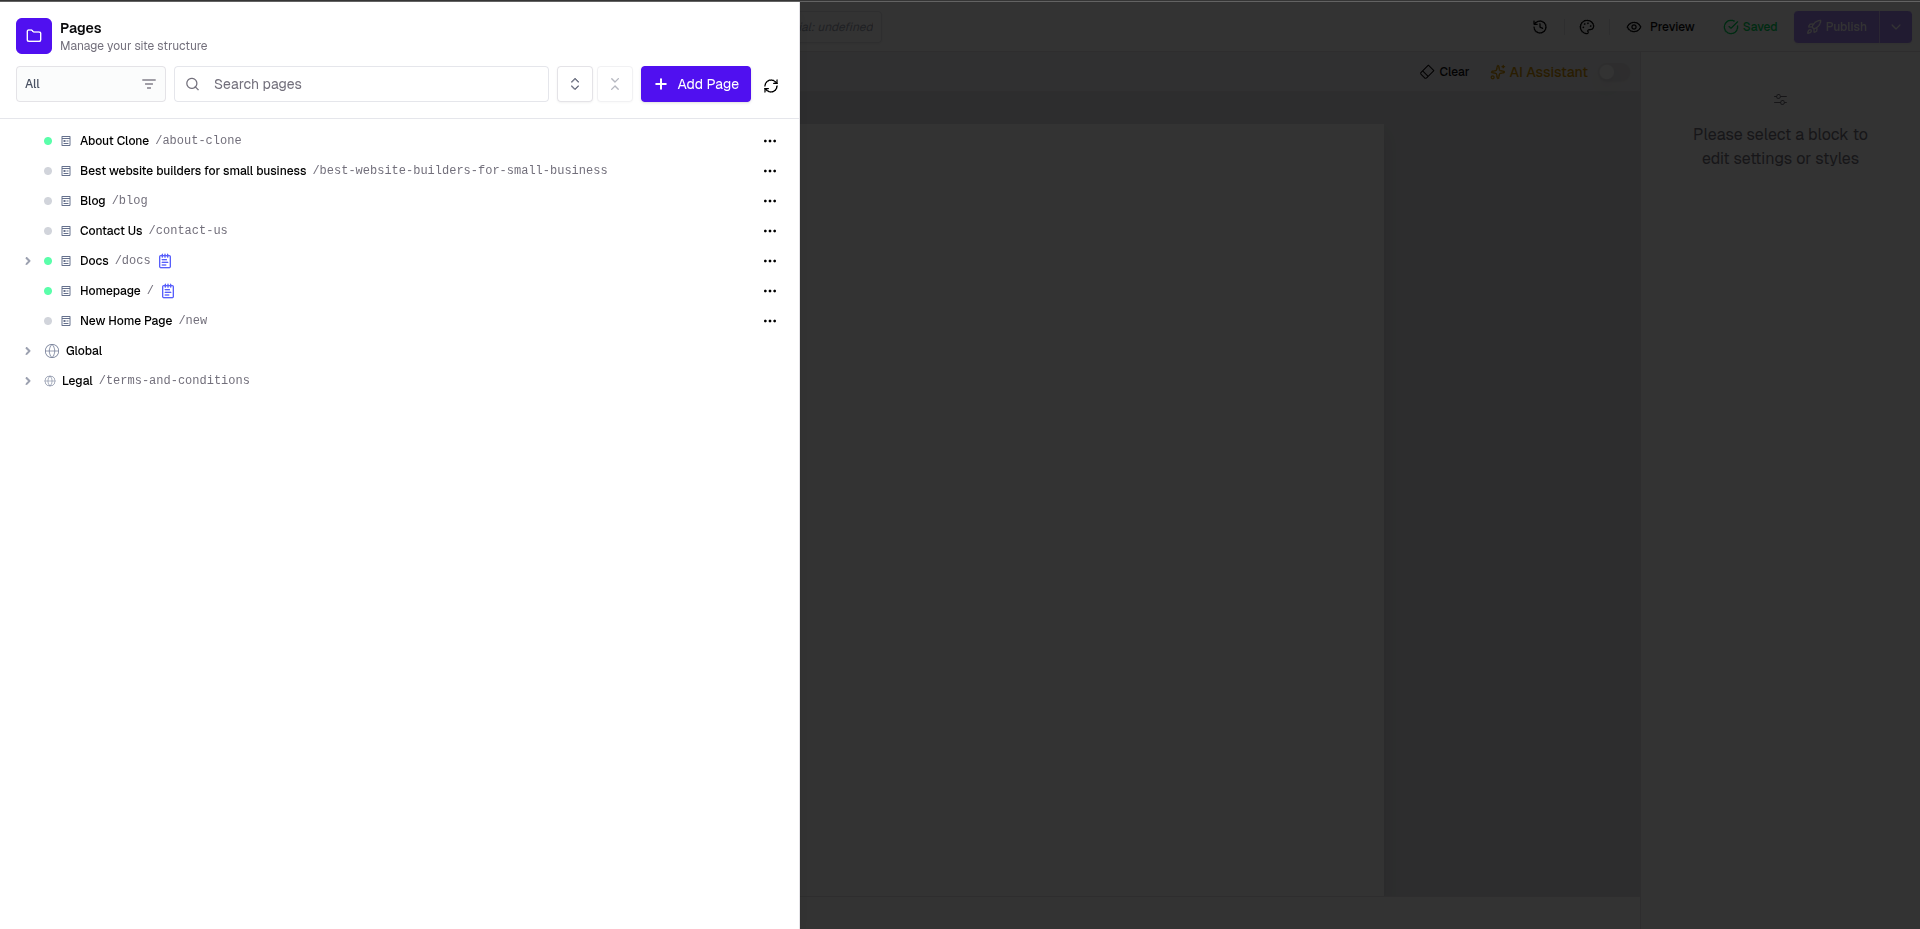 Pages
Manage your site structure
All
Search pages
Add Page
About Clone /about-clone
Best website builders for small business /best-website-builders-for-small-business
Blog /blog
Contact Us /contact-us
Docs /docs
Homepage /
New Home Page /new
Global
Legal /terms-and-conditions
undefined
Preview
Saved
Publish
Clear
AI Assistant
Please select a block to
edit settings or styles